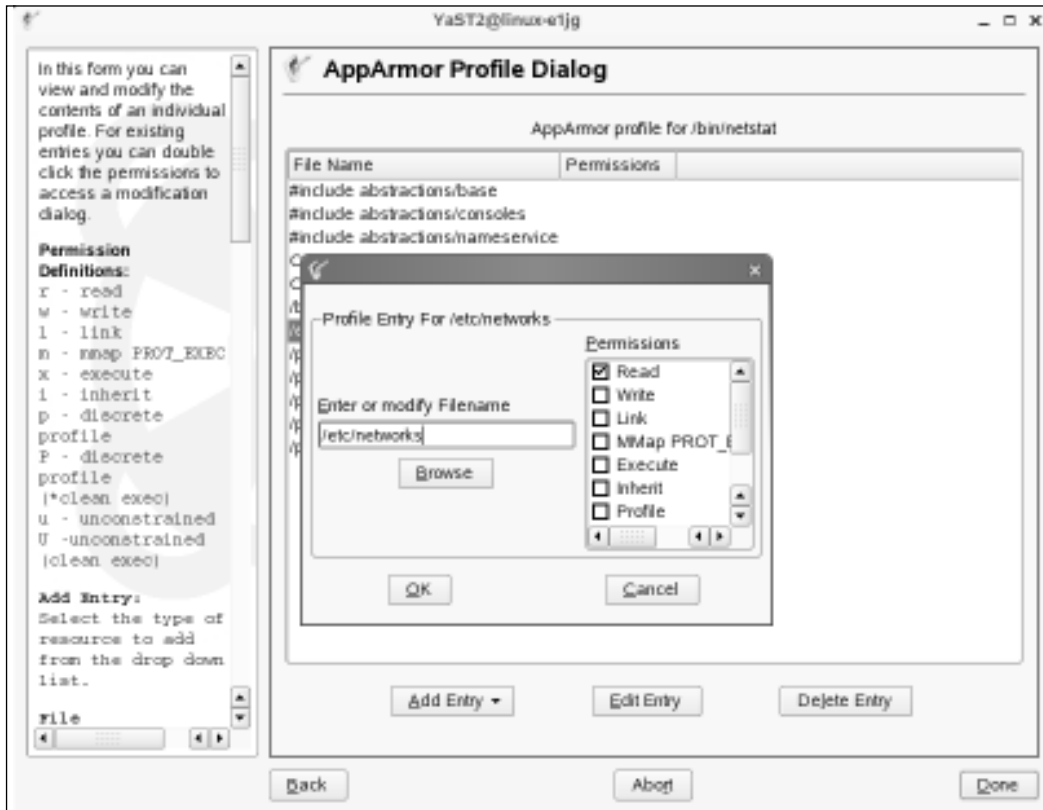 YaST2@linux-e1jg
In this form you can
view and modify the
contents of an individual
profile. For existing
entries you can double
click the permissions to
access a modification
dialog.
Permission
Definitions:
r - read
w - write
l - link
m - mmap PROT_EXEC
x - execute
i - inherit
p - discrete
profile
P - discrete
profile
(*clean exec)
u - unconstrained
U -unconstrained
(clean exec)
Add Entry:
Select the type of
resource to add
from the drop down
list.
File
AppArmor Profile Dialog
AppArmor profile for /bin/netstat
File Name Permissions
#include abstractions/base
#include abstractions/consoles
#include abstractions/nameservice
Profile Entry For /etc/networks
Enter or modify Filename
/etc/networks
Browse
Permissions
Read
Write
Link
MMap PROT_E
Execute
Inherit
Profile
OK Cancel
Add Entry Edit Entry Delete Entry
Back Abort Done